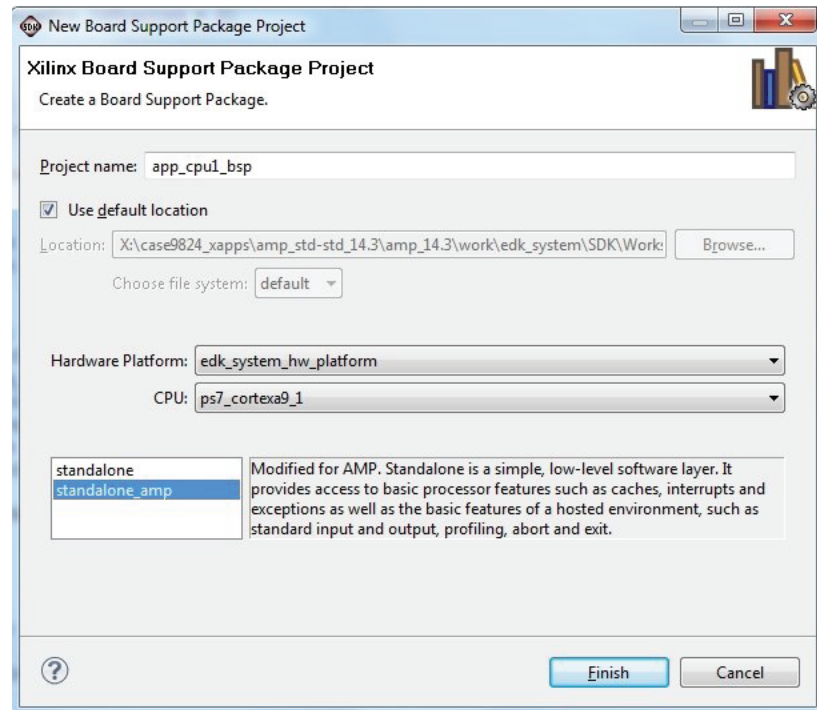 SDK New Board Support Package Project
Xilinx Board Support Package Project
Create a Board Support Package.
Project name: app_cpu1_bsp
Use default location
Location: X:\case9824_xapps\amp_std-std_14.3\amp_14.3\work\edk_system\SDK\Works Browse...
Choose file system: default
Hardware Platform: edk_system_hw_platform
CPU: ps7_cortexa9_1
standalone
standalone_amp
Modified for AMP. Standalone is a simple, low-level software layer. It
provides access to basic processor features such as caches, interrupts and
exceptions as well as the basic features of a hosted environment, such as
standard input and output, profiling, abort and exit.
? Finish Cancel